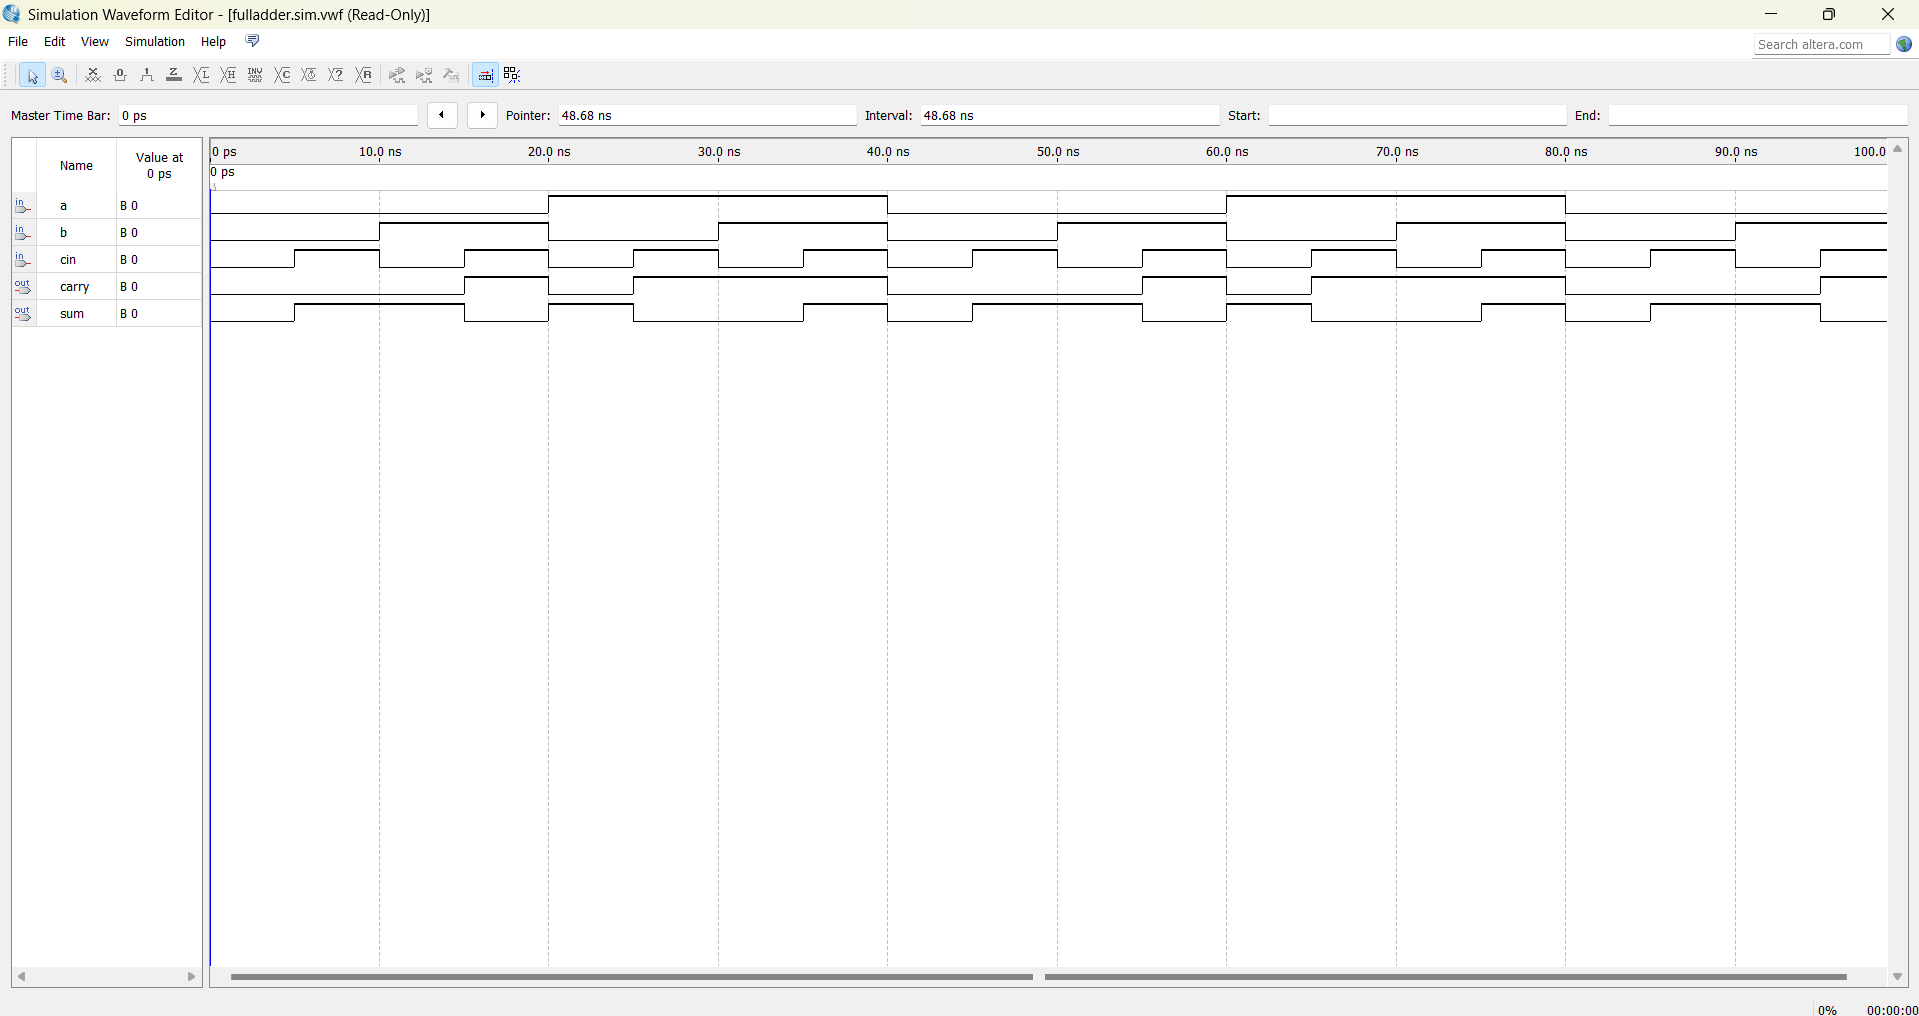 Simulation Waveform Editor - [fulladder.sim.vwf (Read-Only)]
File Edit View Simulation Help
Search altera.com
Master Time Bar: 0 ps Pointer: 48.68 ns Interval: 48.68 ns Start: End:
Name Value at 0 ps
0 ps 10.0 ns 20.0 ns 30.0 ns 40.0 ns 50.0 ns 60.0 ns 70.0 ns 80.0 ns 90.0 ns 100.0
0 ps
in a B 0
in b B 0
in cin B 0
out carry B 0
out sum B 0
0% 00:00:00